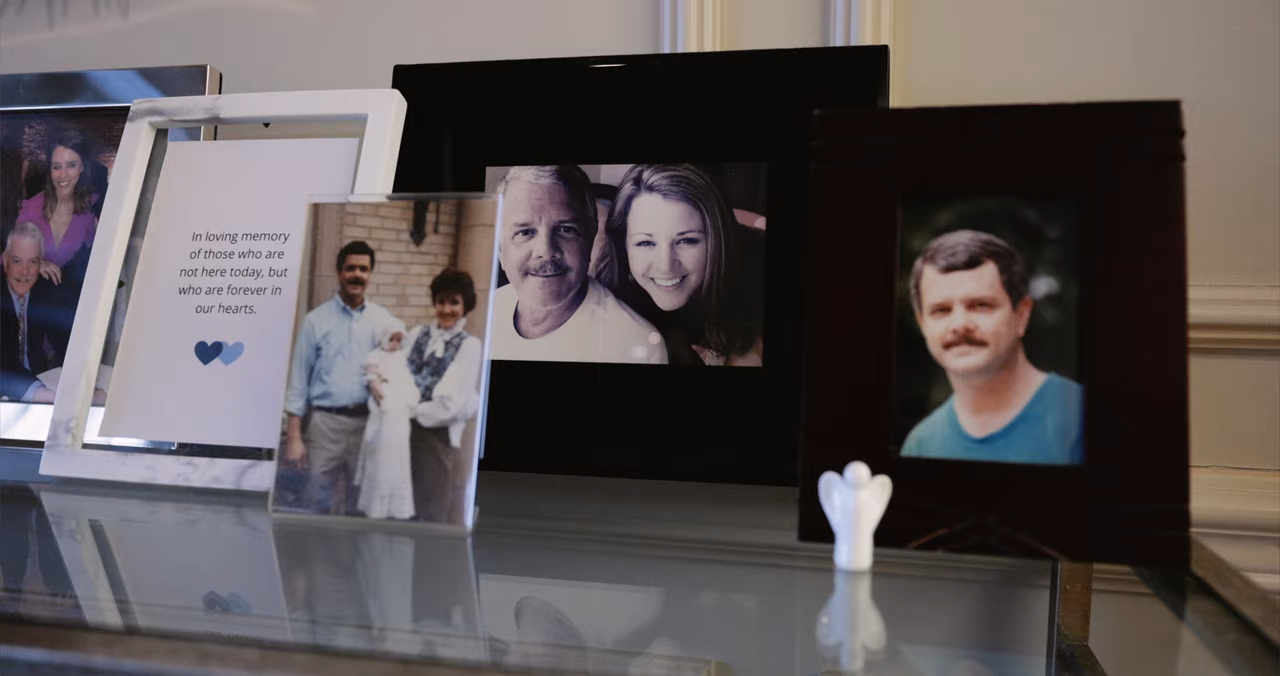 In loving memory
of those who are
not here today, but
who are forever in
our hearts.